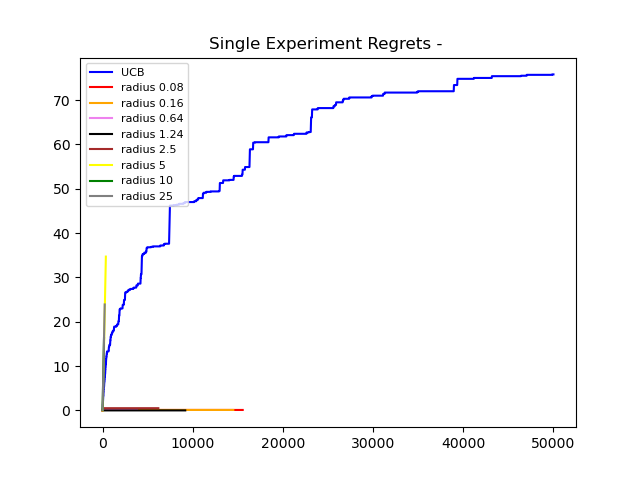 Single Experiment Regrets -
UCB
radius 0.08
radius 0.16
radius 0.64
radius 1.24
radius 2.5
radius 5
radius 10
radius 25
70
60
50
40
30
20
10
0
0 10000 20000 30000 40000 50000